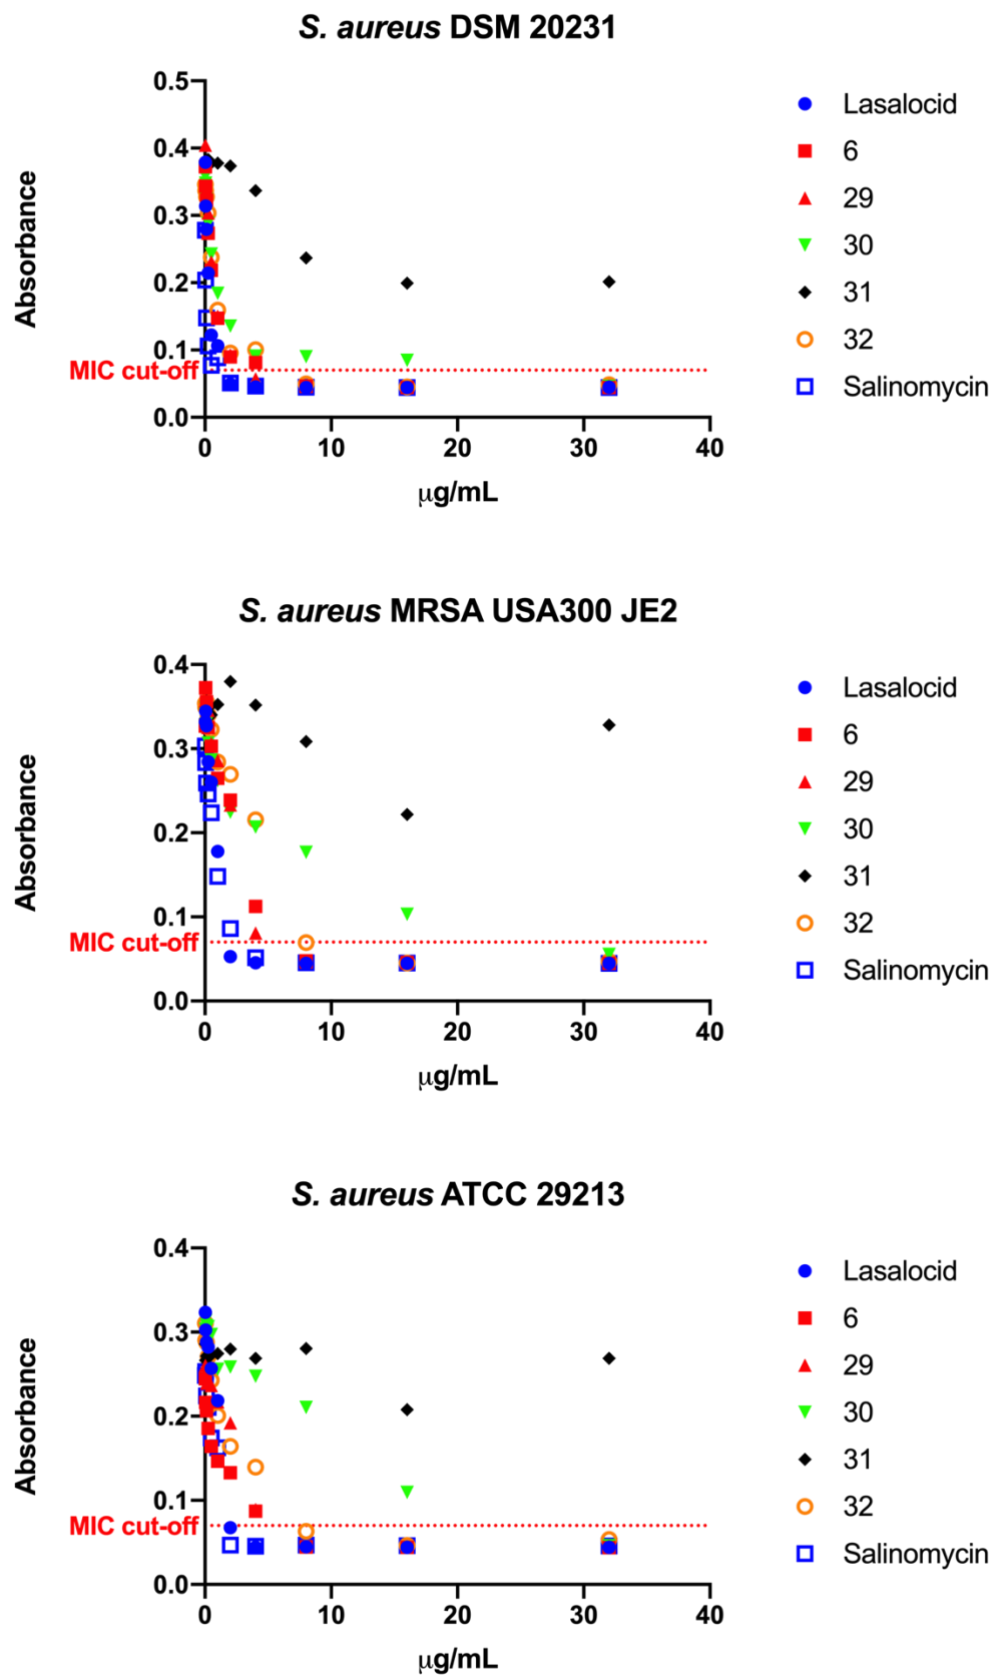 S. aureus DSM 20231
Absorbance
0.5
0.4
0.3
0.2
0.1
0.0
MIC cut-off
0 10 20 30 40
µg/mL
Lasalocid
6
29
30
31
32
Salinomycin
S. aureus MRSA USA300 JE2
Absorbance
0.4
0.3
0.2
0.1
0.0
MIC cut-off
0 10 20 30 40
µg/mL
Lasalocid
6
29
30
31
32
Salinomycin
S. aureus ATCC 29213
Absorbance
0.4
0.3
0.2
0.1
0.0
MIC cut-off
0 10 20 30 40
µg/mL
Lasalocid
6
29
30
31
32
Salinomycin